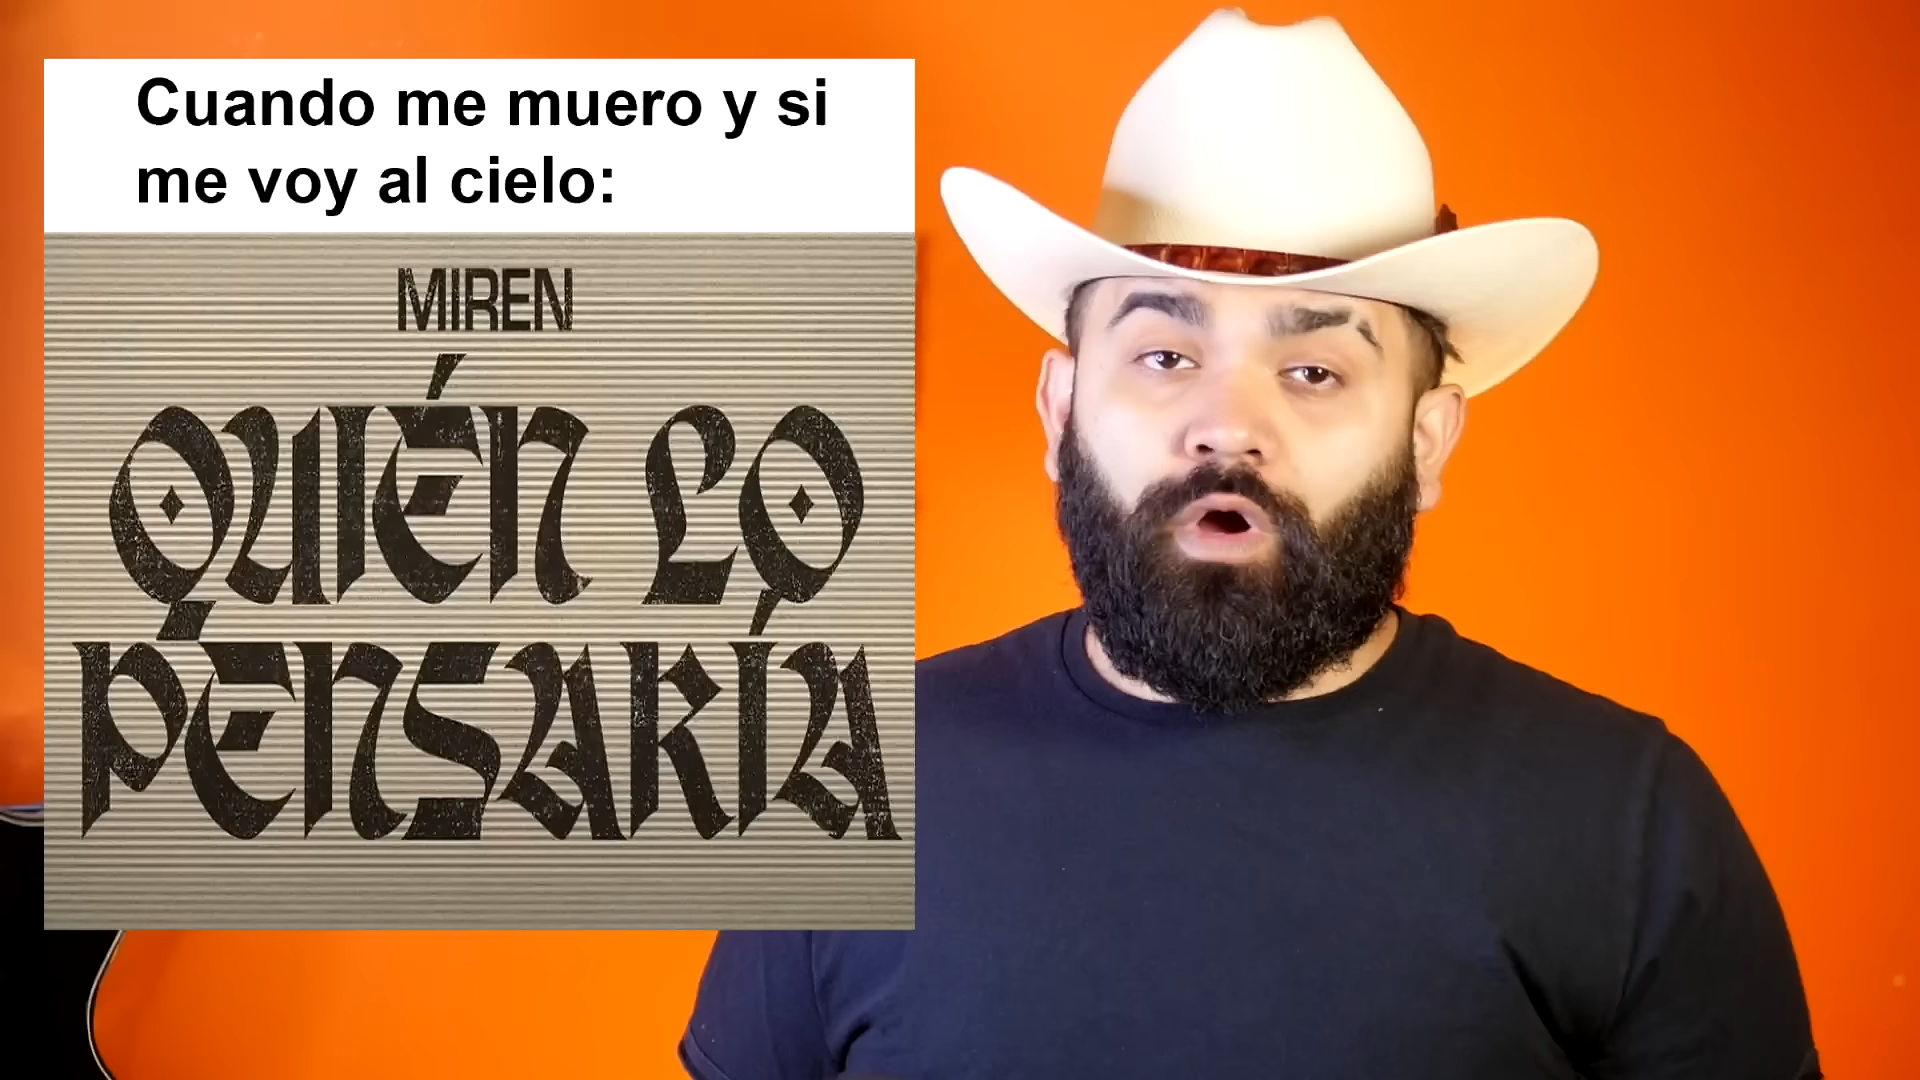 Cuando me muero y si
me voy al cielo:
MIREN
QUIÉN LO
PENSARÍA